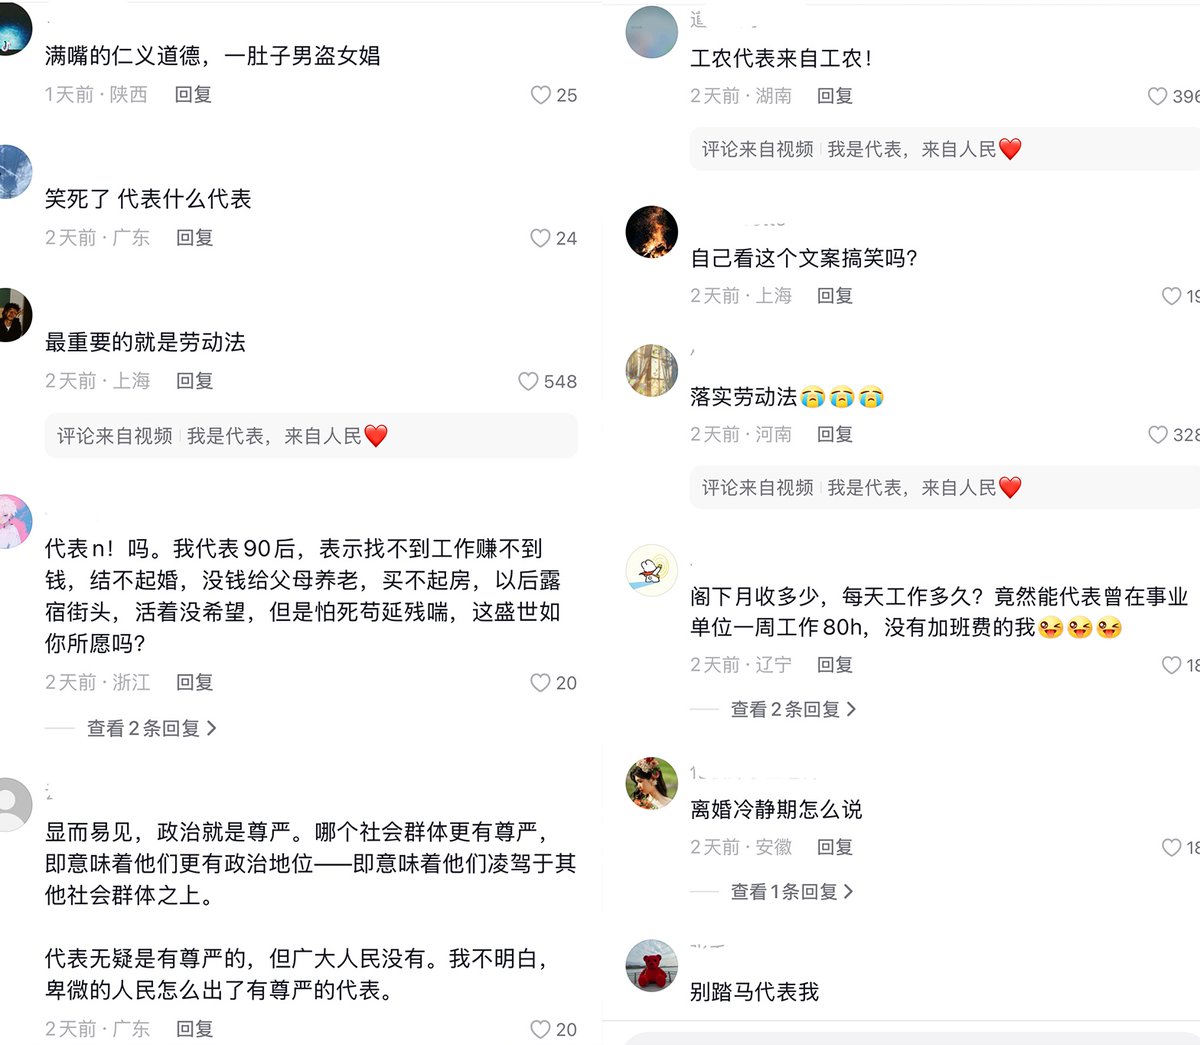 满嘴的仁义道德，一肚子男盗女娼
1天前·陕西 回复
25
笑死了 代表什么代表
2天前·广东 回复
24
最重要的就是劳动法
2天前·上海 回复
548
评论来自视频 | 我是代表，来自人民❤️
代表n！吗。我代表90后，表示找不到工作赚不到
钱，结不起婚，没钱给父母养老，买不起房，以后露
宿街头，活着没希望，但是怕死苟延残喘，这盛世如
你所愿吗？
2天前·浙江 回复
20
查看2条回复 >
显而易见，政治就是尊严。哪个社会群体更有尊严，
即意味着他们更有政治地位——即意味着他们凌驾于其
他社会群体之上。
代表无疑是有尊严的，但广大人民没有。我不明白，
卑微的人民怎么出了有尊严的代表。
2天前·广东 回复
20
工农代表来自工农！
2天前·湖南 回复
396
评论来自视频 | 我是代表，来自人民❤️
自己看这个文案搞笑吗？
2天前·上海 回复
19
落实劳动法😭😭😭
2天前·河南 回复
328
评论来自视频 | 我是代表，来自人民❤️
阁下月收多少，每天工作多久？竟然能代表曾在事业
单位一周工作80h，没有加班费的我😜😜😜
2天前·辽宁 回复
18
查看2条回复 >
离婚冷静期怎么说
2天前·安徽 回复
18
查看1条回复 >
别踏马代表我